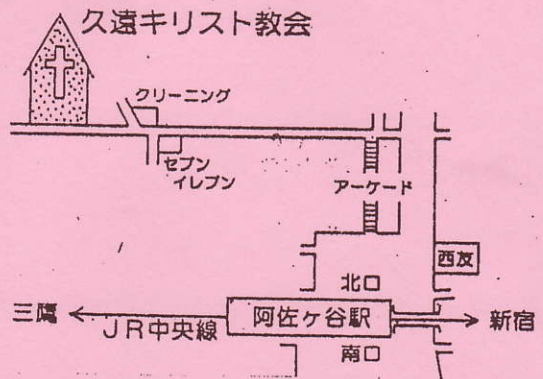 久遠キリスト教会
クリーニング
セブン
イレブン
アーケード
西友
北口
三鷹
JR中央線
阿佐ヶ谷駅
新宿
南口